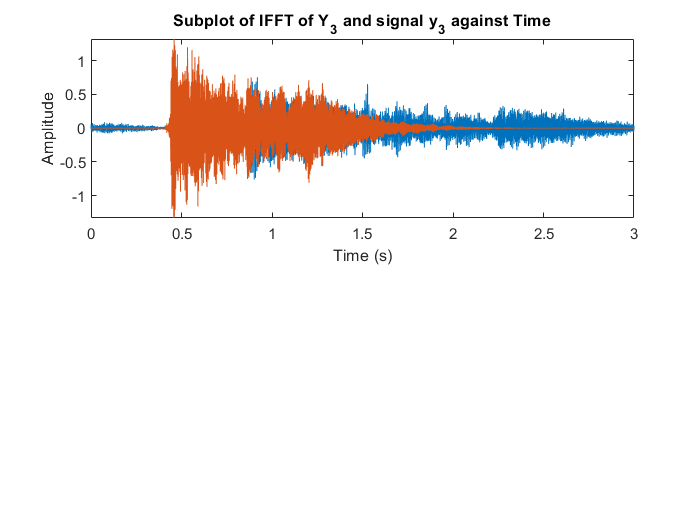 Subplot of IFFT of Y3 and signal y3 against Time
1
0.5
0
-0.5
-1
Amplitude
0 0.5 1 1.5 2 2.5 3
Time (s)